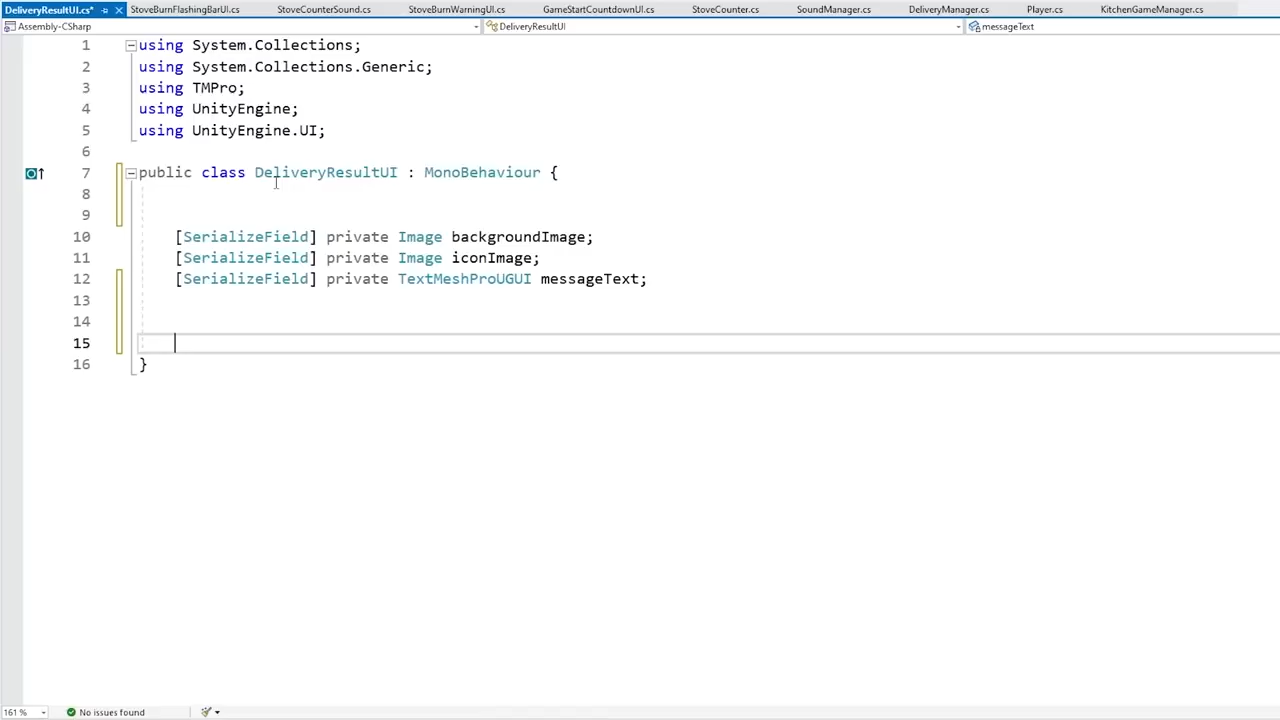 DeliveryResultUI.cs* StoveBurnFlashingBarUI.cs StoveCounterSound.cs StoveBurnWarningUI.cs GameStartCountdownUI.cs StoveCounter.cs SoundManager.cs DeliveryManager.cs Player.cs KitchenGameManager.cs
Assembly-CSharp DeliveryResultUI messageText
1 using System.Collections;
2 using System.Collections.Generic;
3 using TMPro;
4 using UnityEngine;
5 using UnityEngine.UI;
6
7 public class DeliveryResultUI : MonoBehaviour {
8
9
10 [SerializeField] private Image backgroundImage;
11 [SerializeField] private Image iconImage;
12 [SerializeField] private TextMeshProUGUI messageText;
13
14
15
16 }
161 % No issues found